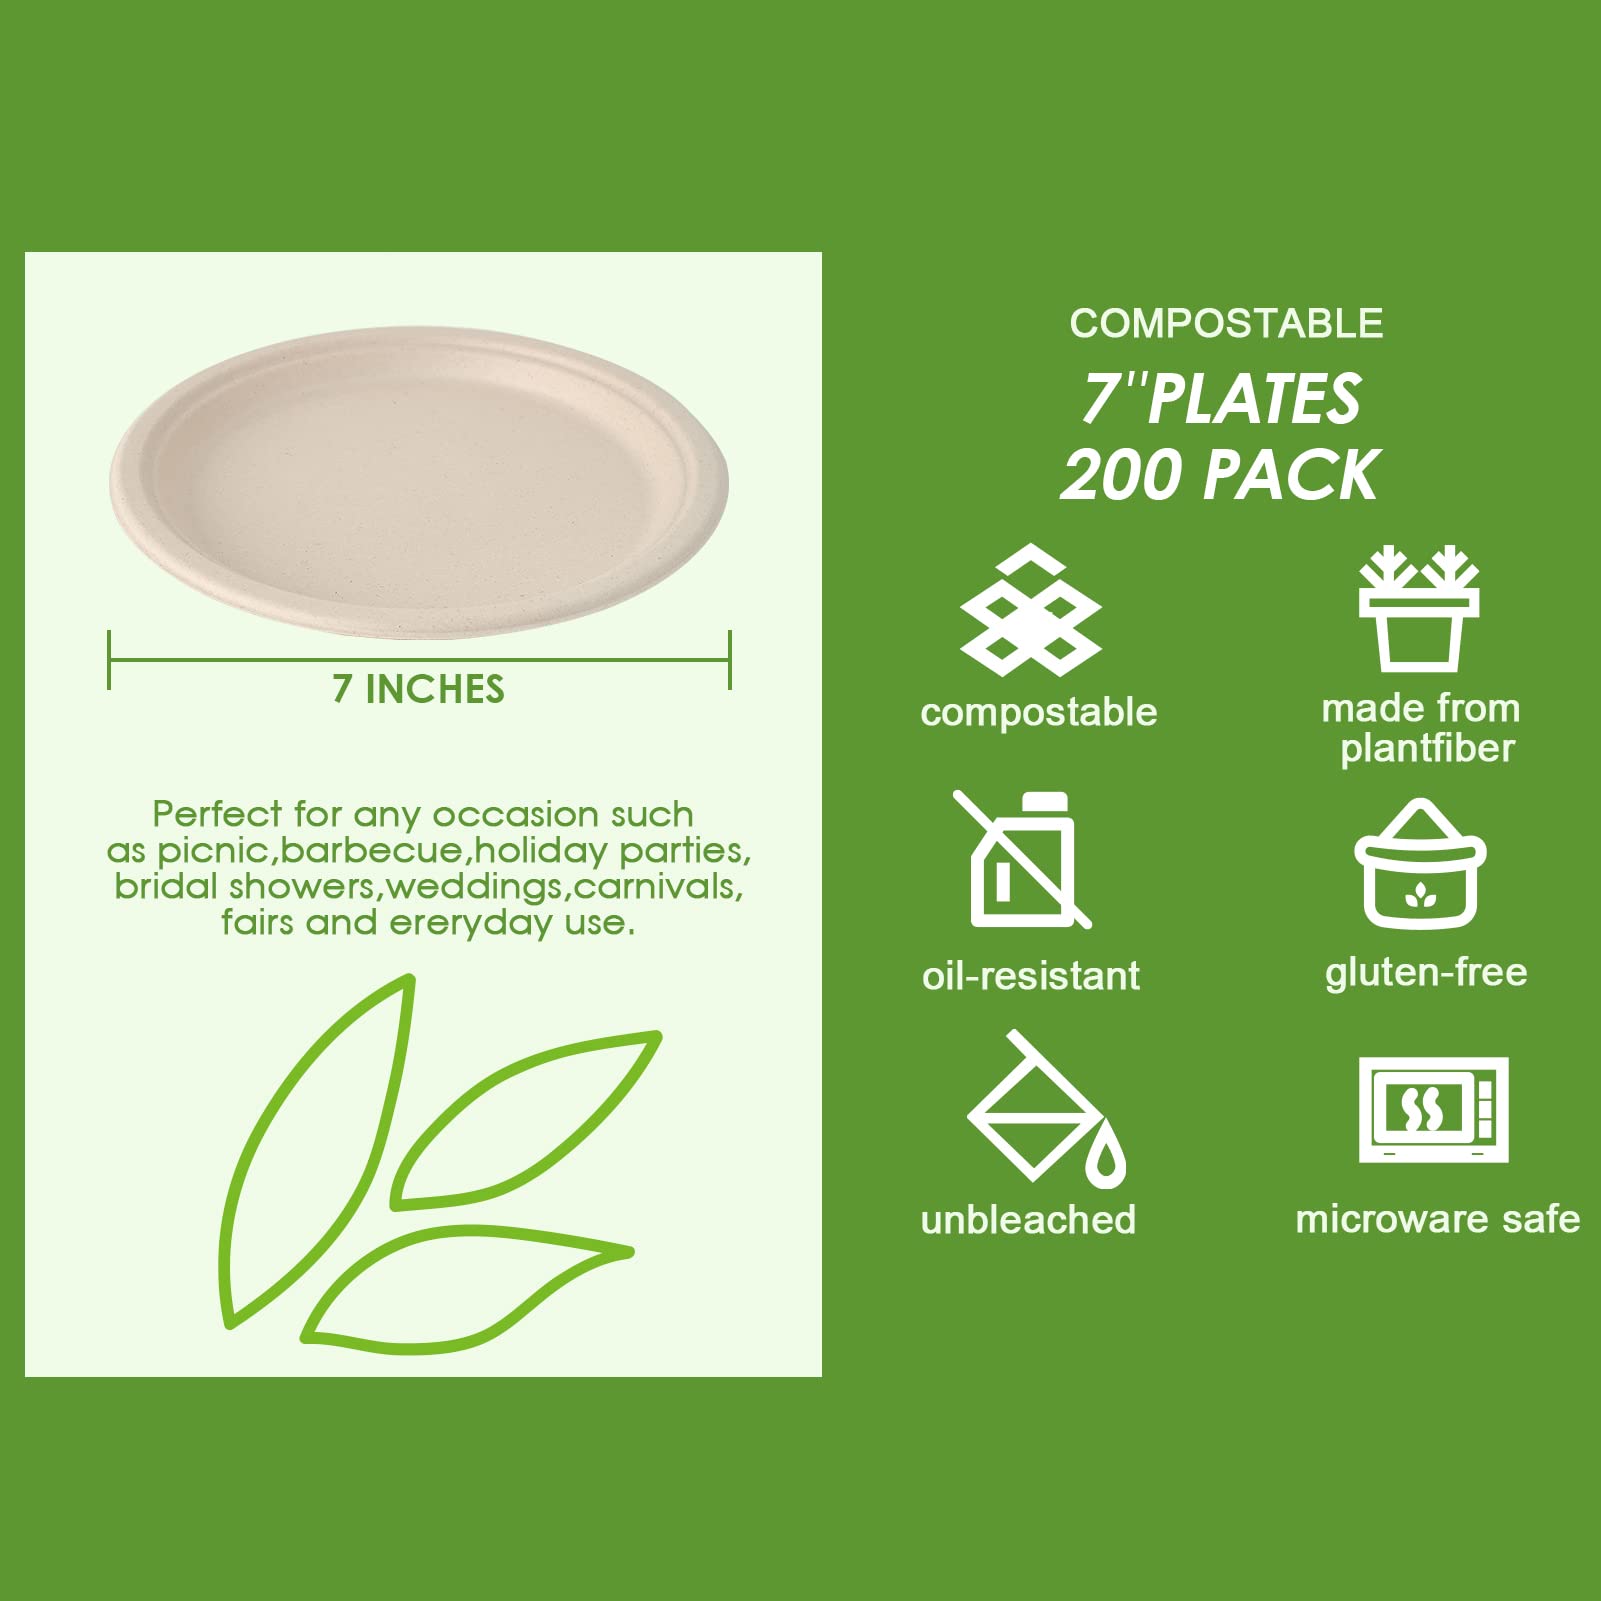 7 INCHES
Perfect for any occasion such
as picnic,barbecue,holiday parties,
bridal showers,weddings,carnivals,
fairs and ereryday use.
COMPOSTABLE
7"PLATES
200 PACK
compostable
made from
plantfiber
oil-resistant
gluten-free
unbleached
microware safe